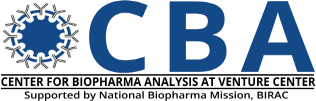 CBA
CENTER FOR BIOPHARMA ANALYSIS AT VENTURE CENTER
Supported by National Biopharma Mission, BIRAC